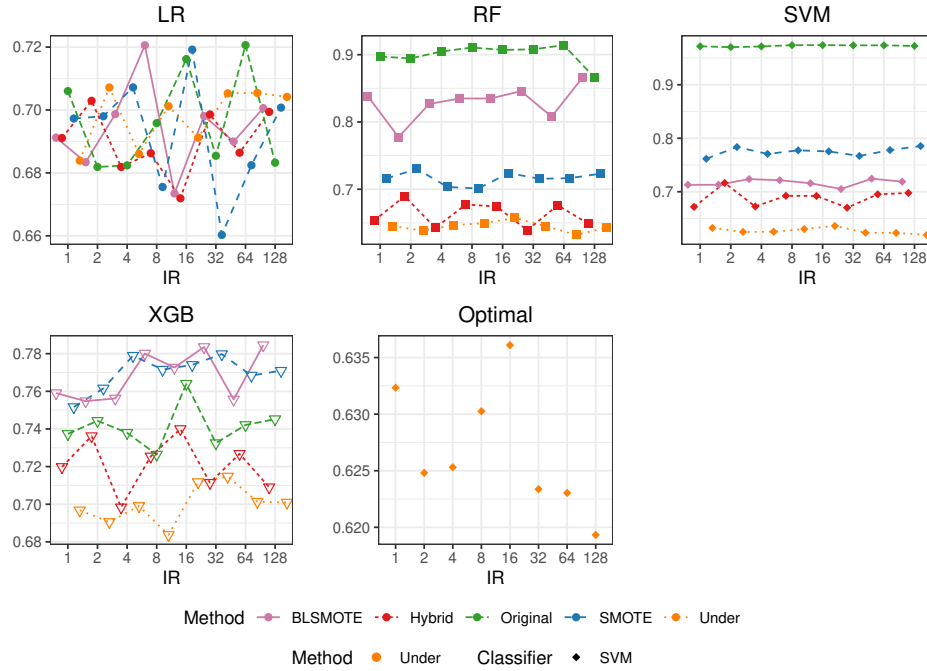 LR
RF
SVM
0.72
0.70
0.68
0.66
1 2 4 8 16 32 64 128
IR
0.9
0.8
0.7
1 2 4 8 16 32 64 128
IR
0.9
0.8
0.7
1 2 4 8 16 32 64 128
IR
XGB
Optimal
0.78
0.76
0.74
0.72
0.70
0.68
1 2 4 8 16 32 64 128
IR
0.635
0.630
0.625
0.620
1 2 4 8 16 32 64 128
IR
Method BLSMOTE Hybrid Original SMOTE Under
Method Under Classifier SVM